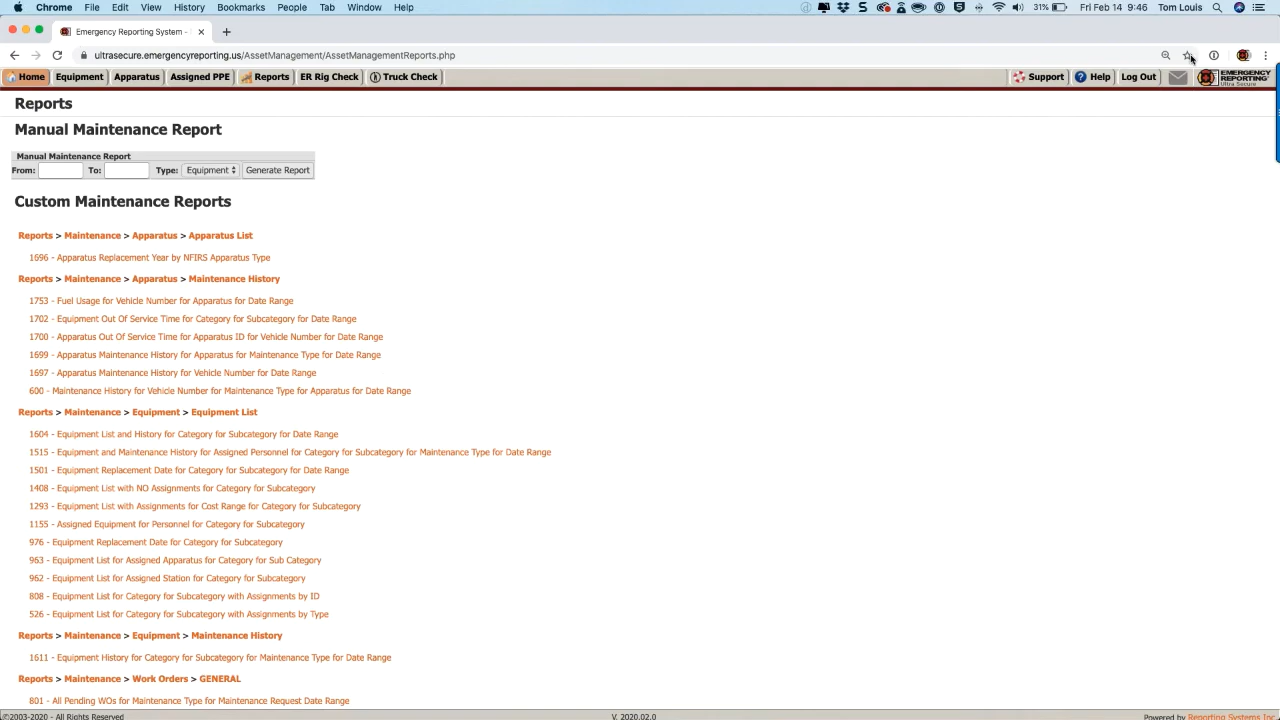 Chrome File Edit View History Bookmarks People Tab Window Help 31% Fri Feb 14 9:46 Tom Louis
Emergency Reporting System -
ultrasecure.emergencyreporting.us/AssetManagement/AssetManagementReports.php
Home Equipment Apparatus Assigned PPE Reports ER Rig Check Truck Check Support Help Log Out EMERGENCY REPORTING Ultra Secure
Reports
Manual Maintenance Report
Manual Maintenance Report
From: To: Type: Equipment Generate Report
Custom Maintenance Reports
Reports > Maintenance > Apparatus > Apparatus List
1696 - Apparatus Replacement Year by NFIRS Apparatus Type
Reports > Maintenance > Apparatus > Maintenance History
1753 - Fuel Usage for Vehicle Number for Apparatus for Date Range
1702 - Equipment Out Of Service Time for Category for Subcategory for Date Range
1700 - Apparatus Out Of Service Time for Apparatus ID for Vehicle Number for Date Range
1699 - Apparatus Maintenance History for Apparatus for Maintenance Type for Date Range
1697 - Apparatus Maintenance History for Vehicle Number for Date Range
600 - Maintenance History for Vehicle Number for Maintenance Type for Apparatus for Date Range
Reports > Maintenance > Equipment > Equipment List
1604 - Equipment List and History for Category for Subcategory for Date Range
1515 - Equipment and Maintenance History for Assigned Personnel for Category for Subcategory for Maintenance Type for Date Range
1501 - Equipment Replacement Date for Category for Subcategory for Date Range
1408 - Equipment List with NO Assignments for Category for Subcategory
1293 - Equipment List with Assignments for Cost Range for Category for Subcategory
1155 - Assigned Equipment for Personnel for Category for Subcategory
976 - Equipment Replacement Date for Category for Subcategory
963 - Equipment List for Assigned Apparatus for Category for Sub Category
962 - Equipment List for Assigned Station for Category for Subcategory
808 - Equipment List for Category for Subcategory with Assignments by ID
526 - Equipment List for Category for Subcategory with Assignments by Type
Reports > Maintenance > Equipment > Maintenance History
1611 - Equipment History for Category for Subcategory for Maintenance Type for Date Range
Reports > Maintenance > Work Orders > GENERAL
801 - All Pending WOs for Maintenance Type for Maintenance Request Date Range
©2003-2020 - All Rights Reserved V. 2020.02.0 Powered by Reporting Systems Inc.